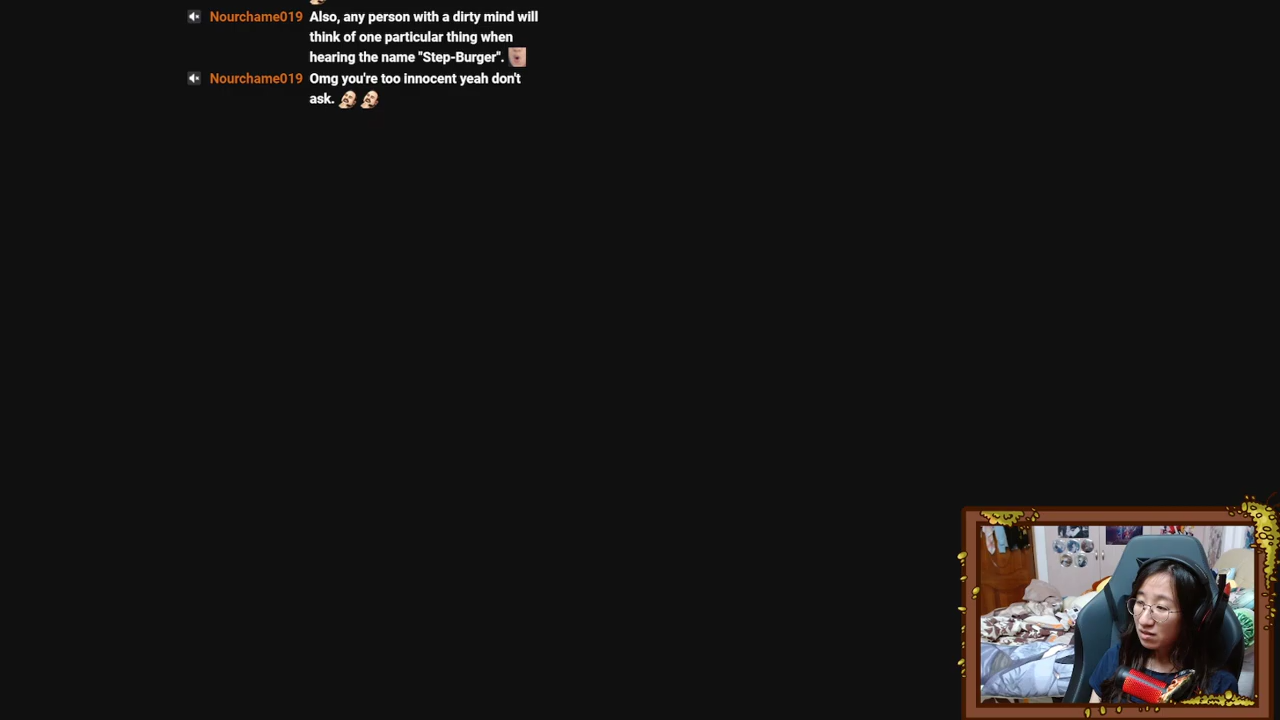 Nourchame019 Also, any person with a dirty mind will
think of one particular thing when
hearing the name "Step-Burger".
Nourchame019 Omg you're too innocent yeah don't
ask.